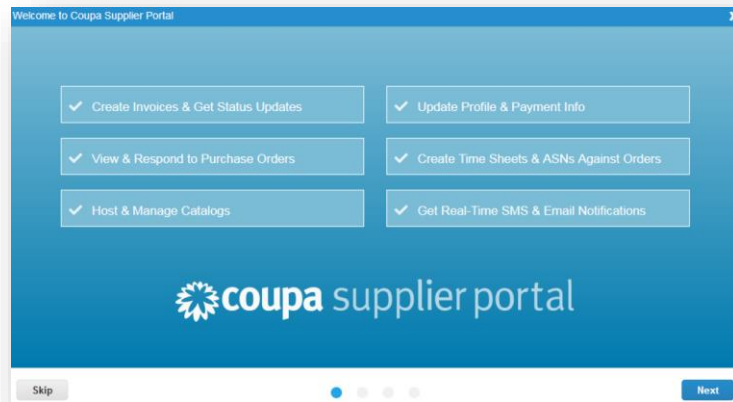 Welcome to Coupa Supplier Portal
Create Invoices & Get Status Updates
Update Profile & Payment Info
View & Respond to Purchase Orders
Create Time Sheets & ASNs Against Orders
Host & Manage Catalogs
Get Real-Time SMS & Email Notifications
coupa supplier portal
Skip
Next